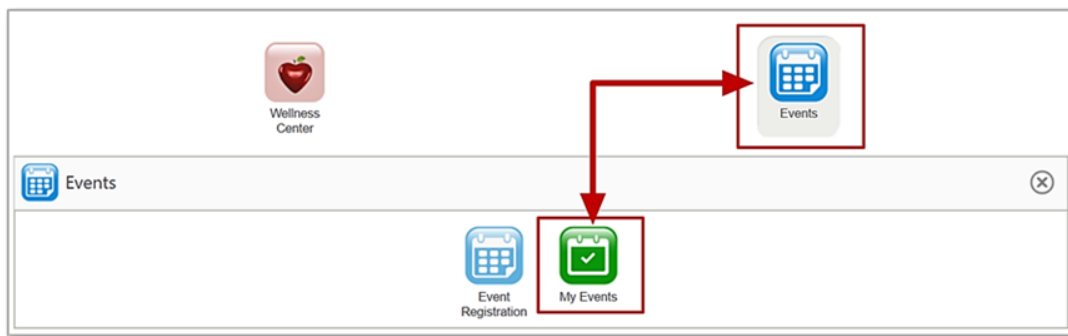 Wellness
Center
Events
Events
Event
Registration
My Events